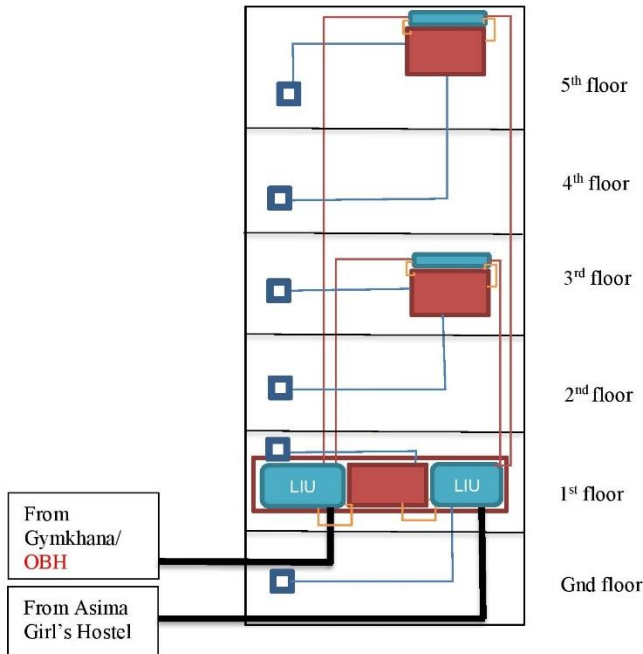 5th floor
4th floor
3rd floor
2nd floor
LIU
LIU
1st floor
From
Gymkhana/
OBH
Gnd floor
From Asima
Girl's Hostel